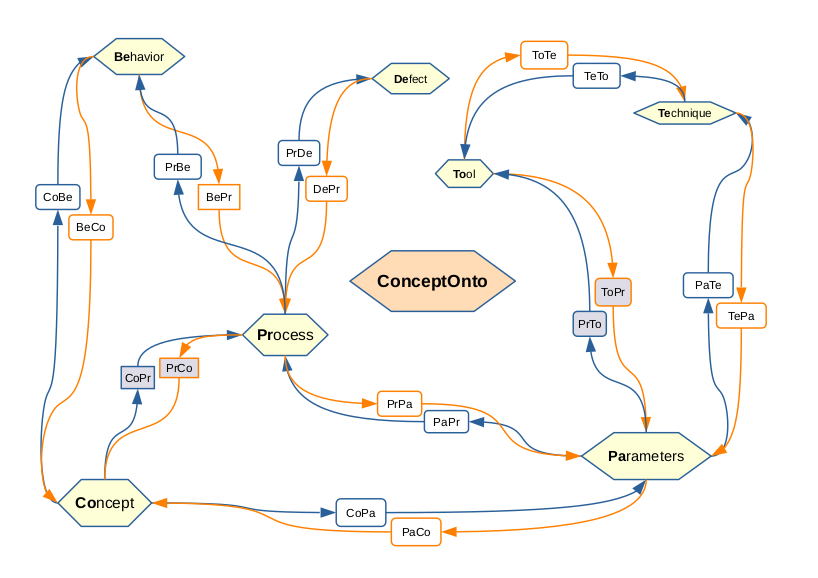 ToTe
Behavior
TeTo
Defect
Technique
PrDe
PrBe
Tool
DePr
CoBe
BePr
BeCo
ConceptOnto
PaTe
ToPr
TePa
PrTo
Process
PrCo
CoPr
PrPa
PaPr
Parameters
Concept
CoPa
PaCo